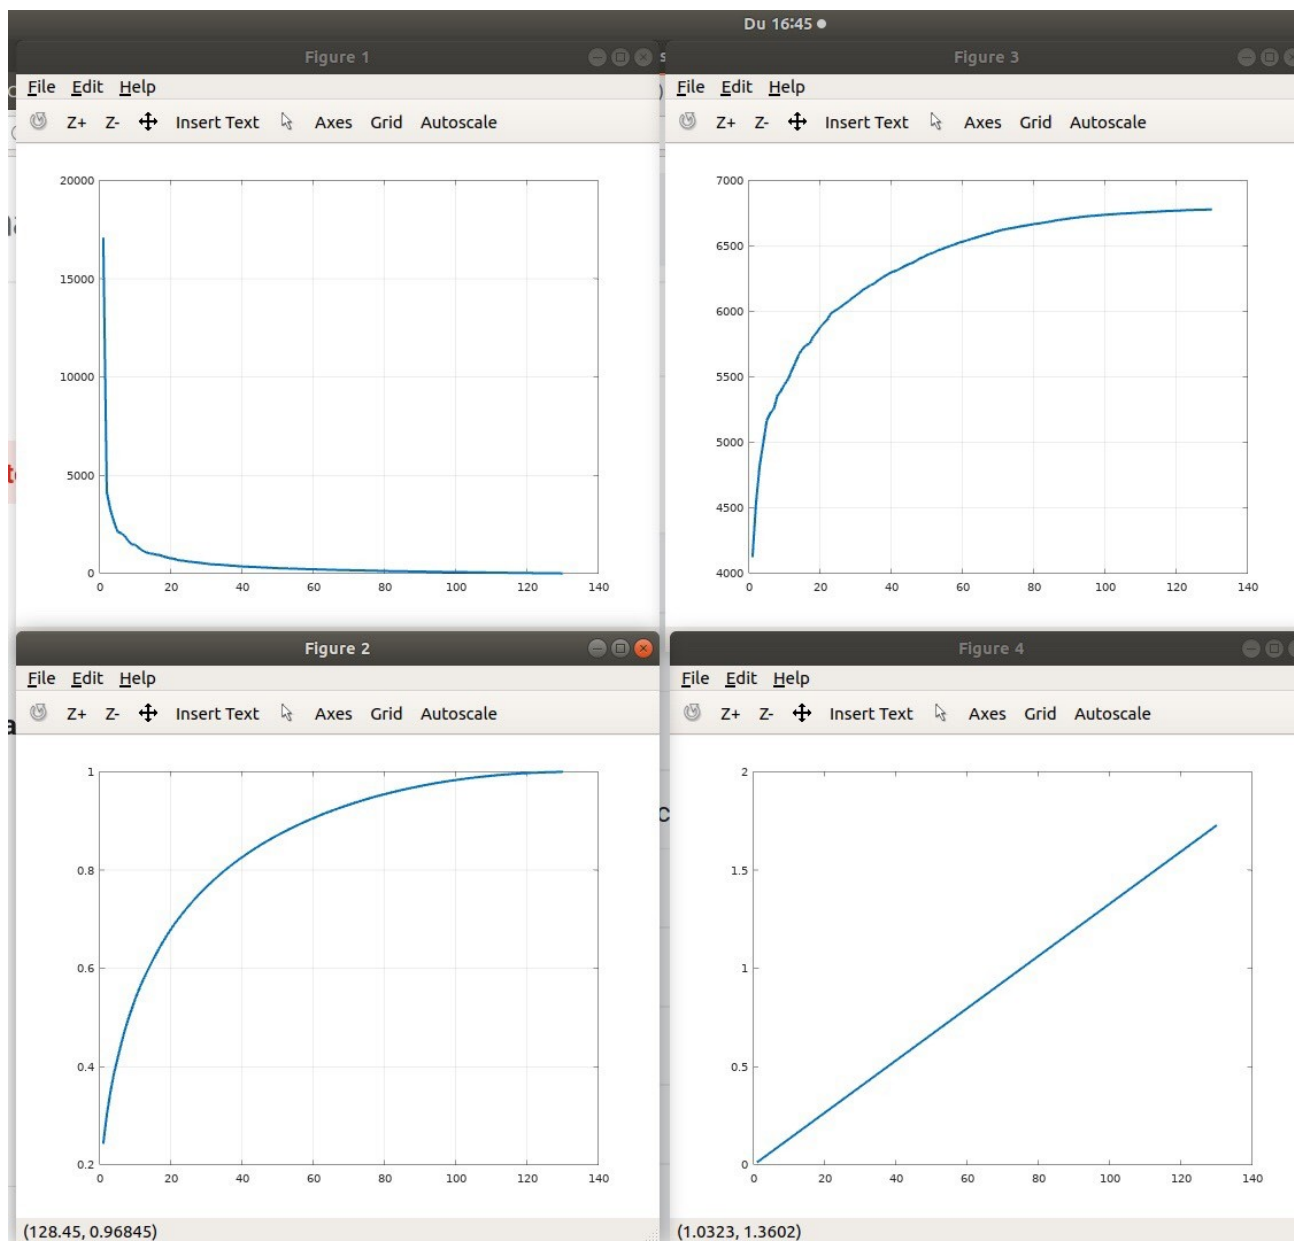 Du 16:45
Figure 1
File Edit Help
Z+ Z- Insert Text Axes Grid Autoscale
20000
15000
10000
5000
0
0 20 40 60 80 100 120 140
Figure 3
File Edit Help
Z+ Z- Insert Text Axes Grid Autoscale
7000
6500
6000
5500
5000
4500
4000
0 20 40 60 80 100 120 140
Figure 2
File Edit Help
Z+ Z- Insert Text Axes Grid Autoscale
1
0.8
0.6
0.4
0.2
0 20 40 60 80 100 120 140
(128.45, 0.96845)
Figure 4
File Edit Help
Z+ Z- Insert Text Axes Grid Autoscale
2
1.5
1
0.5
0
0 20 40 60 80 100 120 140
(1.0323, 1.3602)